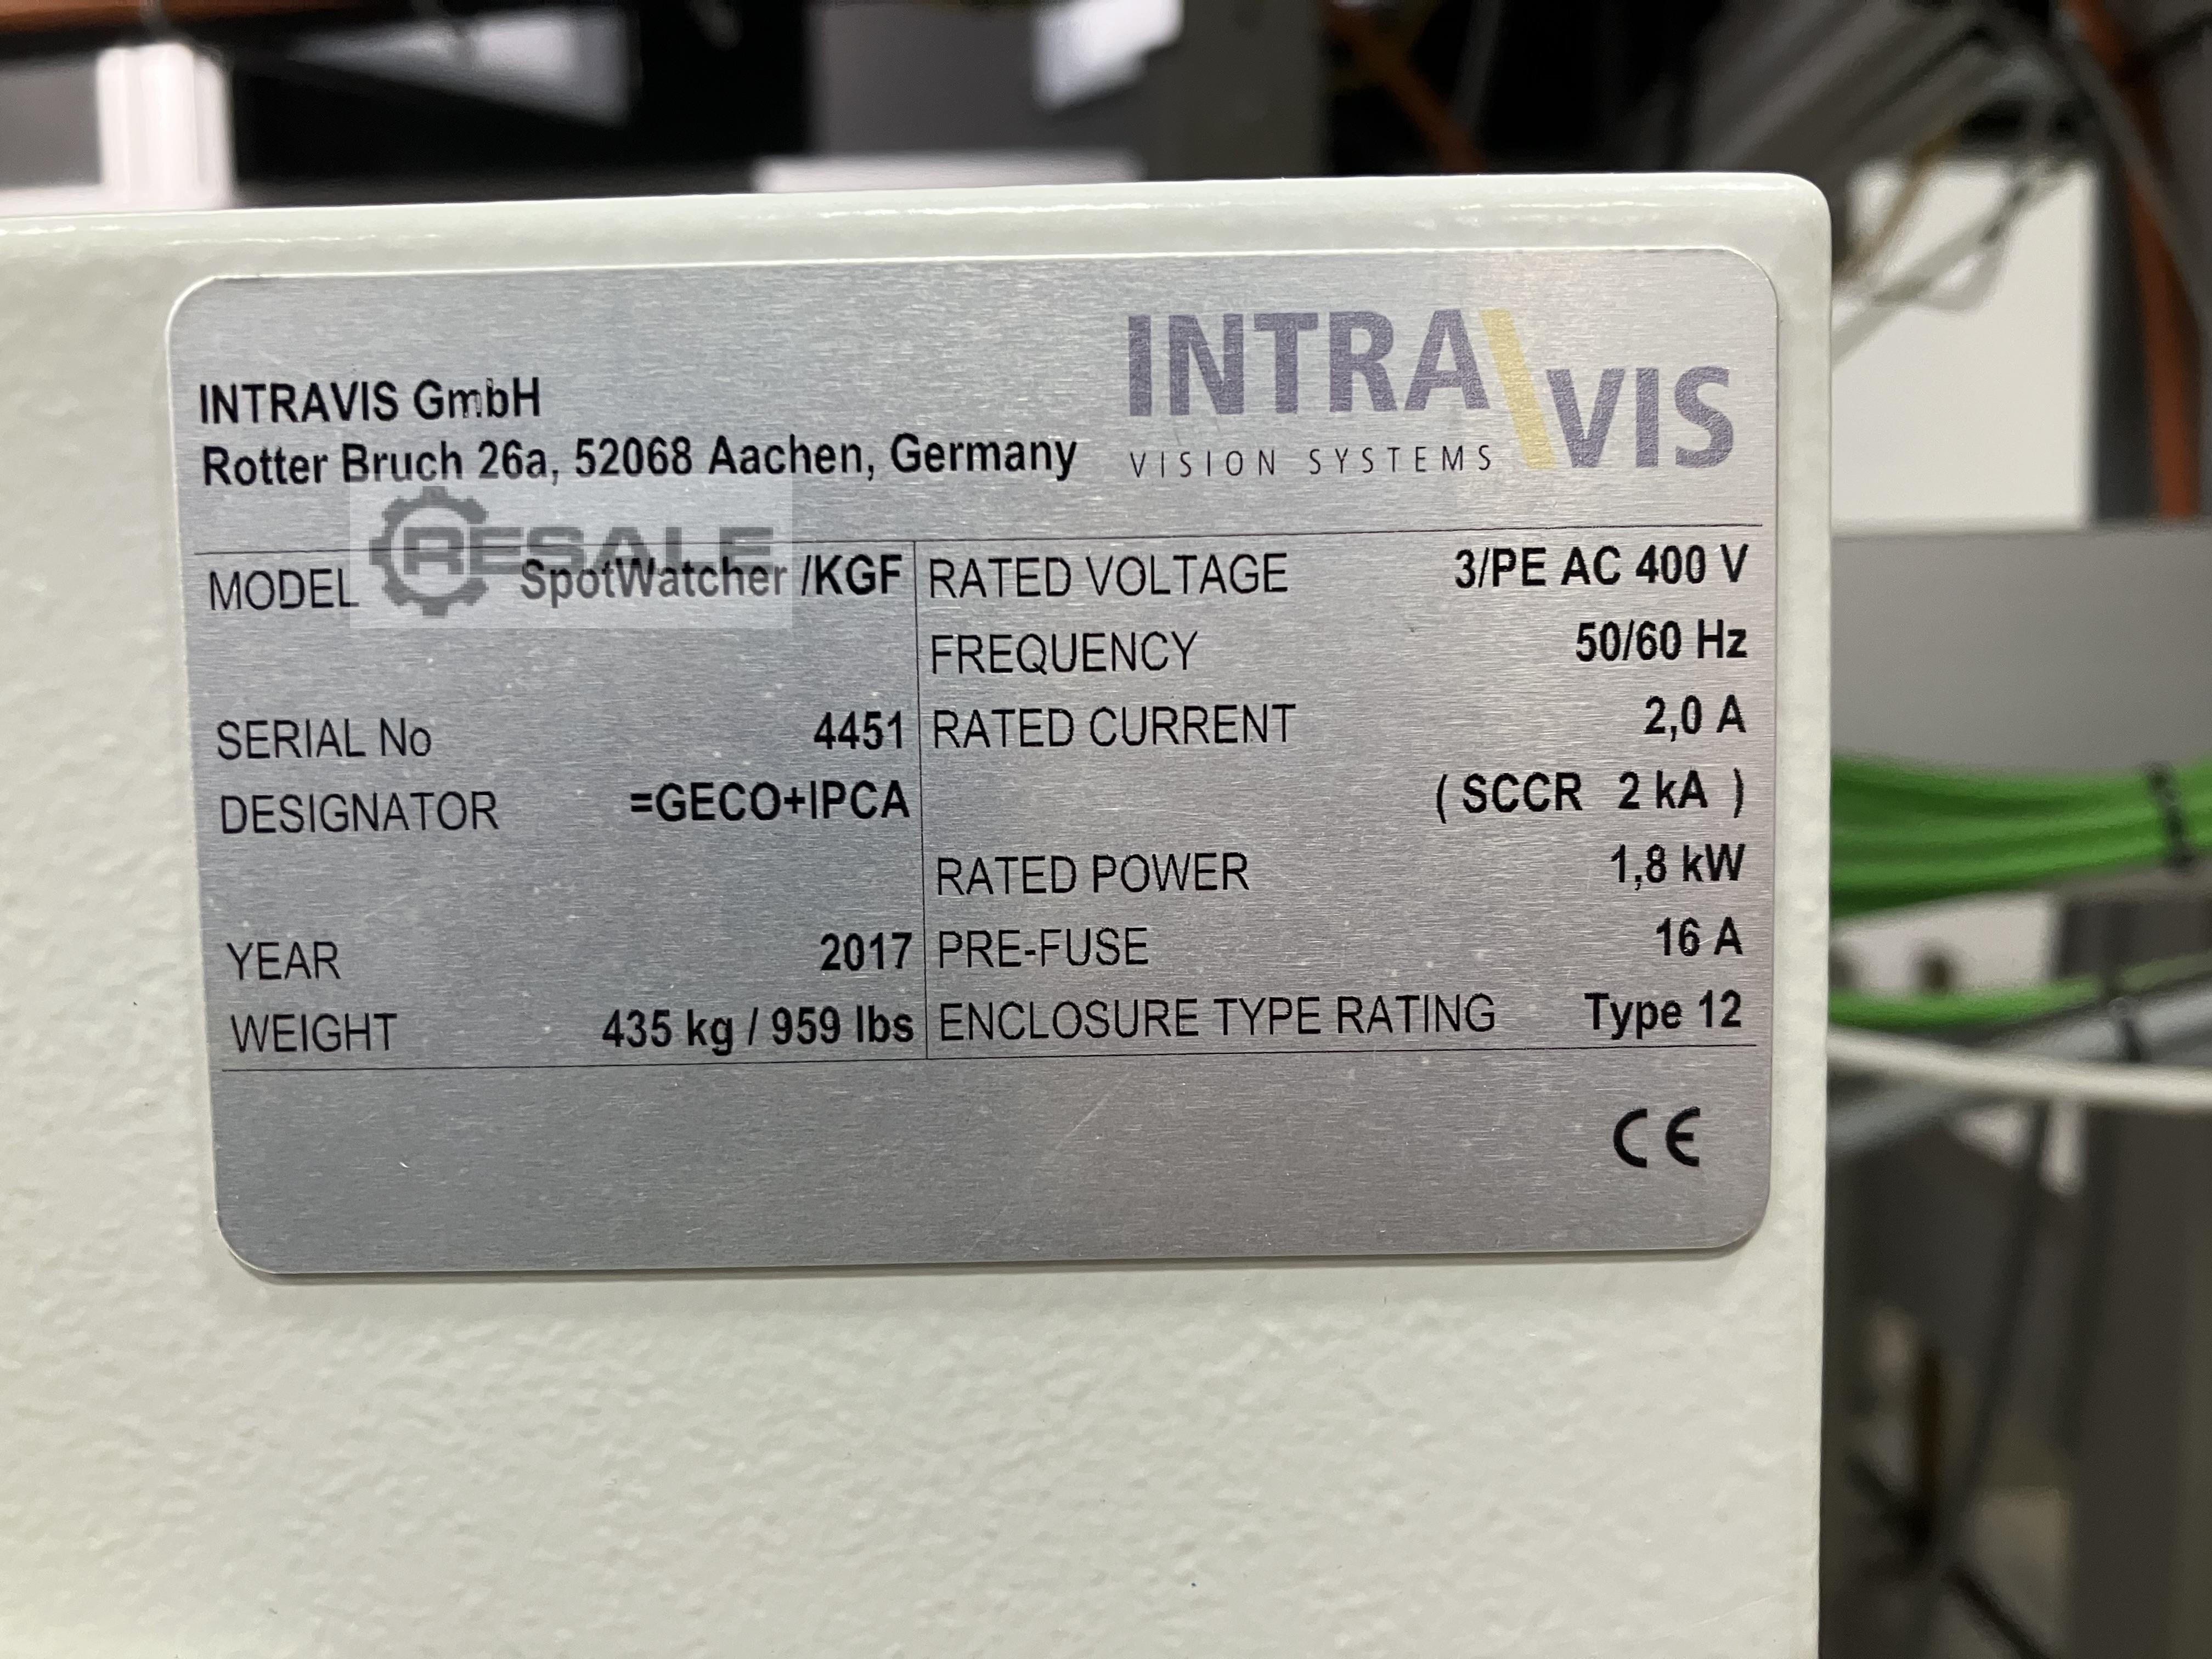 INTRAVIS GmbH
Rotter Bruch 26a, 52068 Aachen, Germany
INTRAVIS
VISION SYSTEMS
RESALE
MODEL SpotWatcher /KGF
SERIAL No 4451
DESIGNATOR =GECO+IPCA
YEAR 2017
WEIGHT 435 kg / 959 lbs
RATED VOLTAGE 3/PE AC 400 V
FREQUENCY 50/60 Hz
RATED CURRENT 2,0 A
( SCCR 2 kA )
RATED POWER 1,8 kW
PRE-FUSE 16 A
ENCLOSURE TYPE RATING Type 12
CE